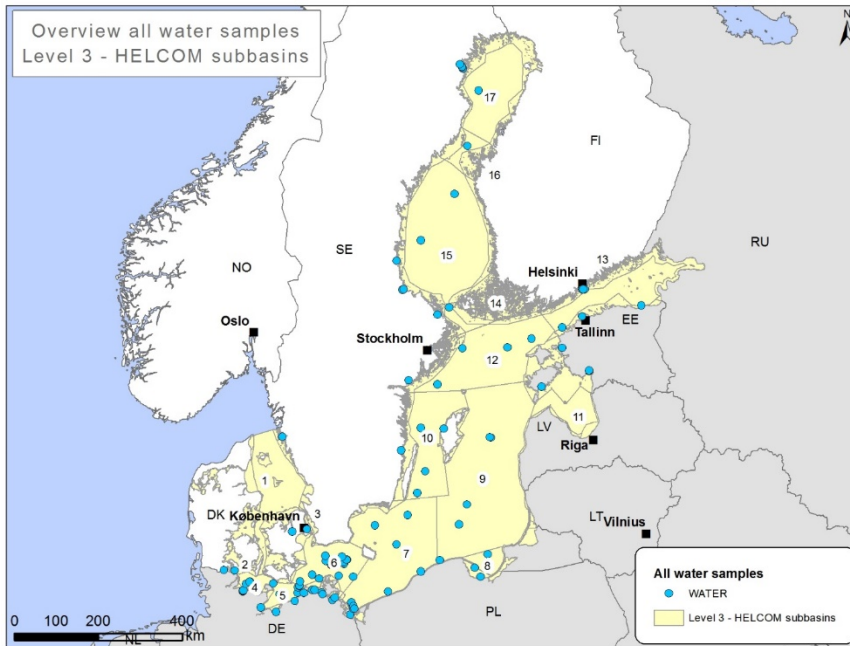 Overview all water samples
Level 3 - HELCOM subbasins
N
17
FI
16
RU
SE
15
Helsinki
13
NO
14
Oslo
Tallinn
EE
Stockholm
12
11
10
LV
Riga
9
1
DK
København
3
LT
Vilnius
7
6
2
8
4
5
All water samples
WATER
Level 3 - HELCOM subbasins
PL
DE
0 100 200 400
km
NL